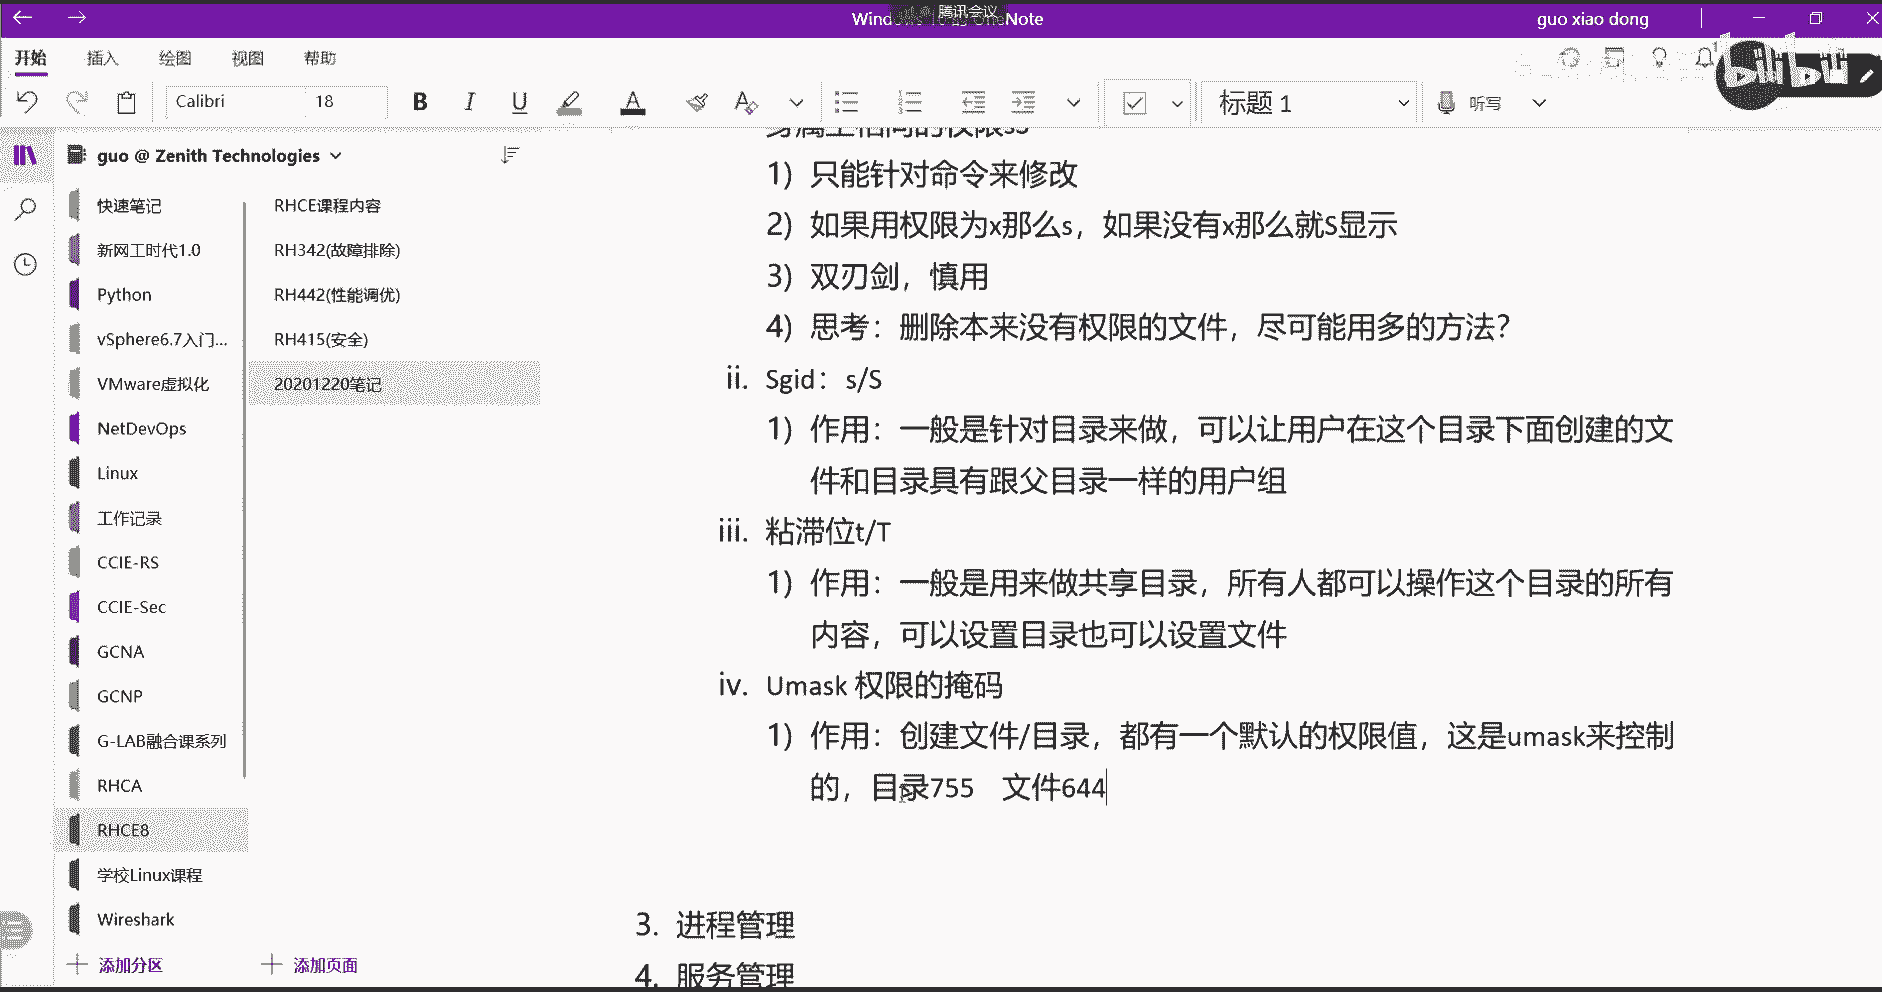 腾讯会议
guo xiao dong
开始 插入 绘图 视图 帮助
bilibili
Calibri 18 B I U A 标题 1 听写
guo @ Zenith Technologies
快速笔记
新网工时代1.0
Python
vSphere6.7入门...
VMware虚拟化
NetDevOps
Linux
工作记录
CCIE-RS
CCIE-Sec
GCNA
GCNP
G-LAB融合课系列
RHCA
RHCE8
学校Linux课程
Wireshark
添加分区
RHCE课程内容
RH342(故障排除)
RH442(性能调优)
RH415(安全)
20201220笔记
添加页面
1) 只能针对命令来修改
2) 如果用权限为x那么s，如果没有x那么就S显示
3) 双刃剑，慎用
4) 思考：删除本来没有权限的文件，尽可能用多的方法？
ii. Sgid：s/S
1) 作用：一般是针对目录来做，可以让用户在这个目录下面创建的文
件和目录具有跟父目录一样的用户组
iii. 粘滞位t/T
1) 作用：一般是用来做共享目录，所有人都可以操作这个目录的所有
内容，可以设置目录也可以设置文件
iv. Umask 权限的掩码
1) 作用：创建文件/目录，都有一个默认的权限值，这是umask来控制
的，目录755 文件644
3. 进程管理
4. 服务管理